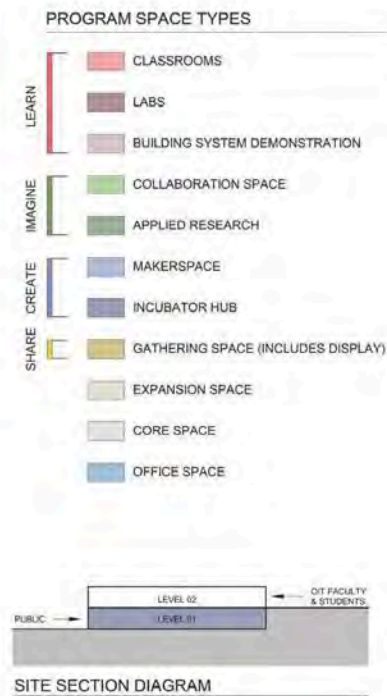 PROGRAM SPACE TYPES
LEARN
CLASSROOMS
LABS
BUILDING SYSTEM DEMONSTRATION
IMAGINE
COLLABORATION SPACE
APPLIED RESEARCH
CREATE
MAKERSPACE
INCUBATOR HUB
SHARE
GATHERING SPACE (INCLUDES DISPLAY)
EXPANSION SPACE
CORE SPACE
OFFICE SPACE
LEVEL 02
OIT FACULTY
& STUDENTS
PUBLIC
LEVEL 01
SITE SECTION DIAGRAM